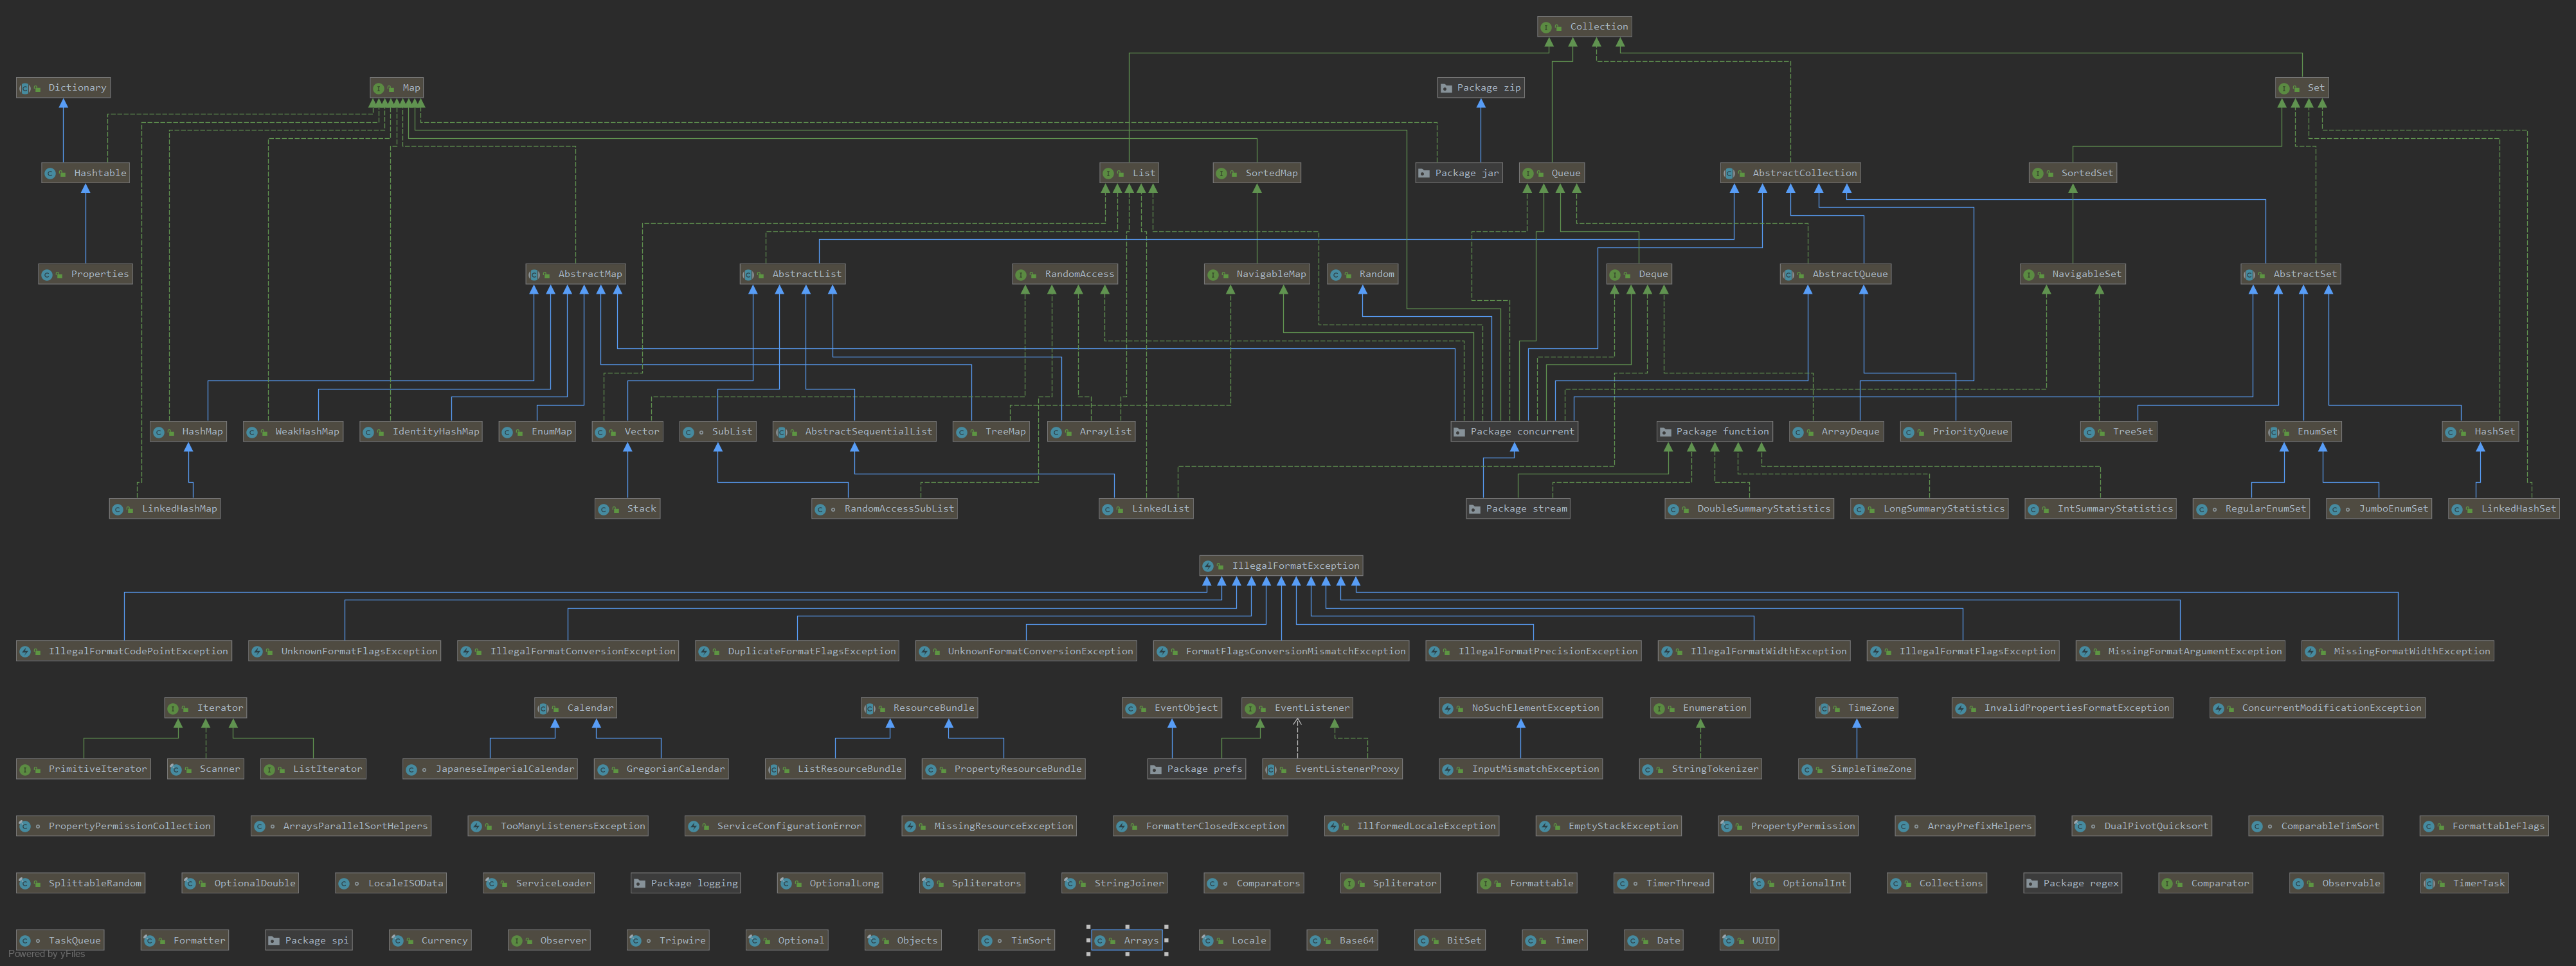 Collection
Dictionary
Map
Package zip
Set
Hashtable
List
SortedMap
Package jar
Queue
AbstractCollection
SortedSet
Properties
AbstractMap
AbstractList
RandomAccess
NavigableMap
Random
Deque
AbstractQueue
NavigableSet
AbstractSet
HashMap
WeakHashMap
IdentityHashMap
EnumMap
Vector
SubList
AbstractSequentialList
TreeMap
ArrayList
Package concurrent
Package function
ArrayDeque
PriorityQueue
TreeSet
EnumSet
HashSet
LinkedHashMap
Stack
RandomAccessSubList
LinkedList
Package stream
DoubleSummaryStatistics
LongSummaryStatistics
IntSummaryStatistics
RegularEnumSet
JumboEnumSet
LinkedHashSet
IllegalFormatException
IllegalFormatCodePointException
UnknownFormatFlagsException
IllegalFormatConversionException
DuplicateFormatFlagsException
UnknownFormatConversionException
FormatFlagsConversionMismatchException
IllegalFormatPrecisionException
IllegalFormatWidthException
IllegalFormatFlagsException
MissingFormatArgumentException
MissingFormatWidthException
Iterator
Calendar
ResourceBundle
EventObject
EventListener
NoSuchElementException
Enumeration
TimeZone
InvalidPropertiesFormatException
ConcurrentModificationException
PrimitiveIterator
Scanner
ListIterator
JapaneseImperialCalendar
GregorianCalendar
ListResourceBundle
PropertyResourceBundle
Package prefs
EventListenerProxy
InputMismatchException
StringTokenizer
SimpleTimeZone
PropertyPermissionCollection
ArraysParallelSortHelpers
TooManyListenersException
ServiceConfigurationError
MissingResourceException
FormatterClosedException
IllformedLocaleException
EmptyStackException
PropertyPermission
ArrayPrefixHelpers
DualPivotQuicksort
ComparableTimSort
FormattableFlags
SplittableRandom
OptionalDouble
LocaleISOData
ServiceLoader
Package logging
OptionalLong
Spliterators
StringJoiner
Comparators
Spliterator
Formattable
TimerThread
OptionalInt
Collections
Package regex
Comparator
Observable
TimerTask
TaskQueue
Formatter
Package spi
Currency
Observer
Tripwire
Optional
Objects
TimSort
Arrays
Locale
Base64
BitSet
Timer
Date
UUID
Powered by yFiles